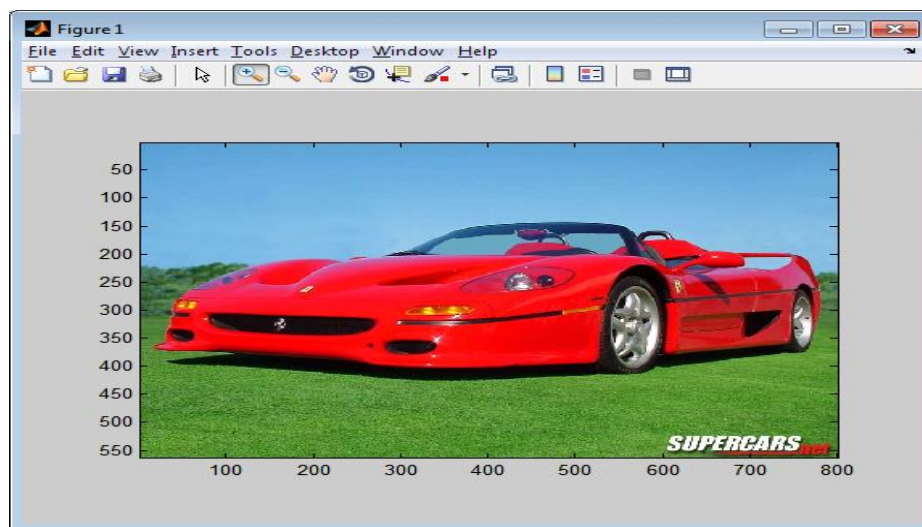 Figure 1
File Edit View Insert Tools Desktop Window Help
50
100
150
200
250
300
350
400
450
500
550
100 200 300 400 500 600 700 800
SUPERCARS.net